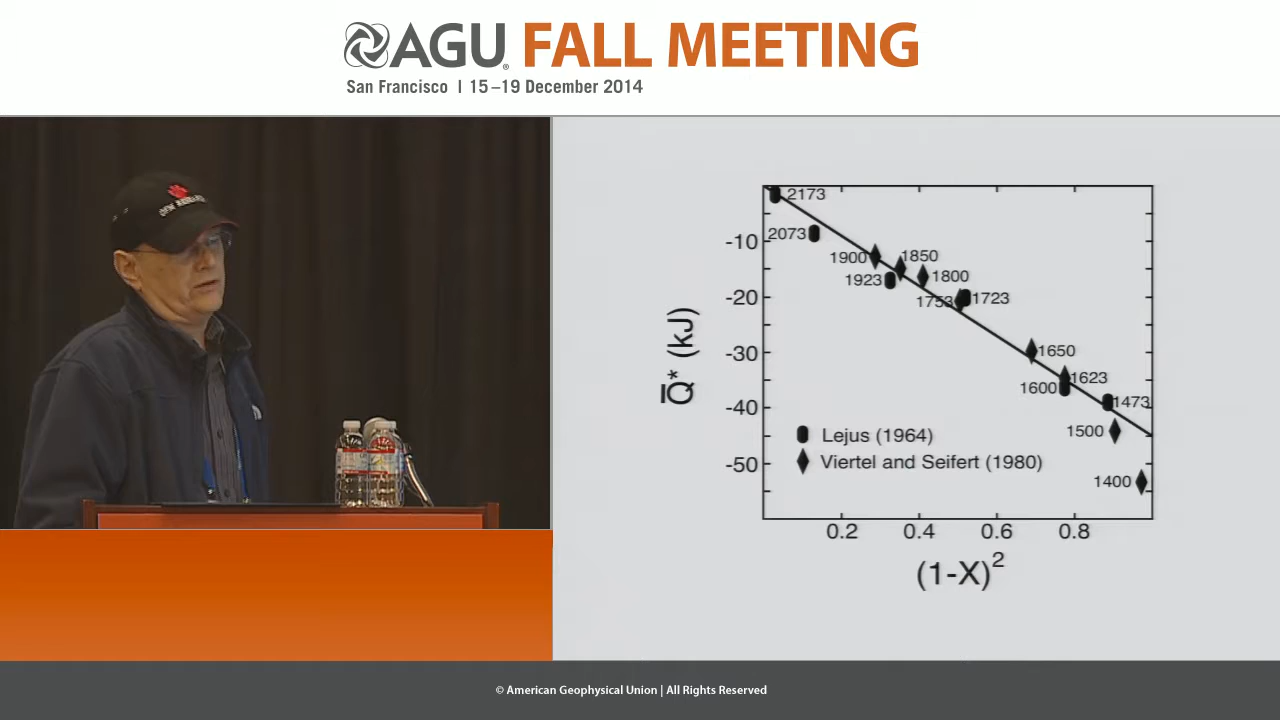 AGU FALL MEETING
San Francisco | 15–19 December 2014
2173
-10
2073
1900
1850
1923
1800
-20
1753
1723
Q̅* (kJ)
-30
1650
1623
1600
-40
1473
1500
Lejus (1964)
Viertel and Seifert (1980)
-50
1400
0.2 0.4 0.6 0.8
(1-X)²
© American Geophysical Union | All Rights Reserved